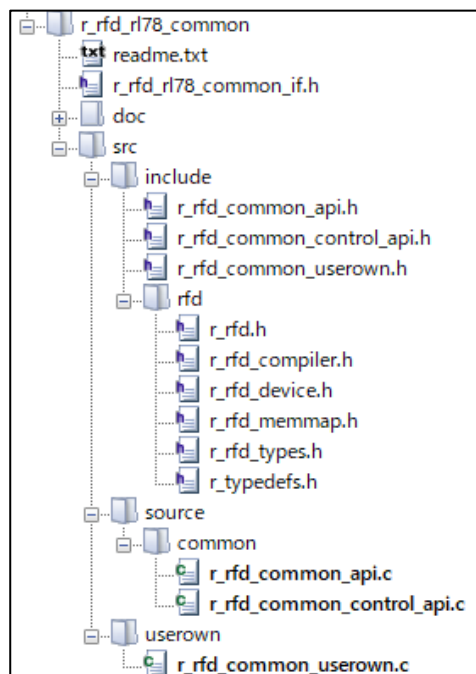 r_rfd_rl78_common
readme.txt
r_rfd_rl78_common_if.h
doc
src
include
r_rfd_common_api.h
r_rfd_common_control_api.h
r_rfd_common_userown.h
rfd
r_rfd.h
r_rfd_compiler.h
r_rfd_device.h
r_rfd_memmap.h
r_rfd_types.h
r_typedefs.h
source
common
r_rfd_common_api.c
r_rfd_common_control_api.c
userown
r_rfd_common_userown.c